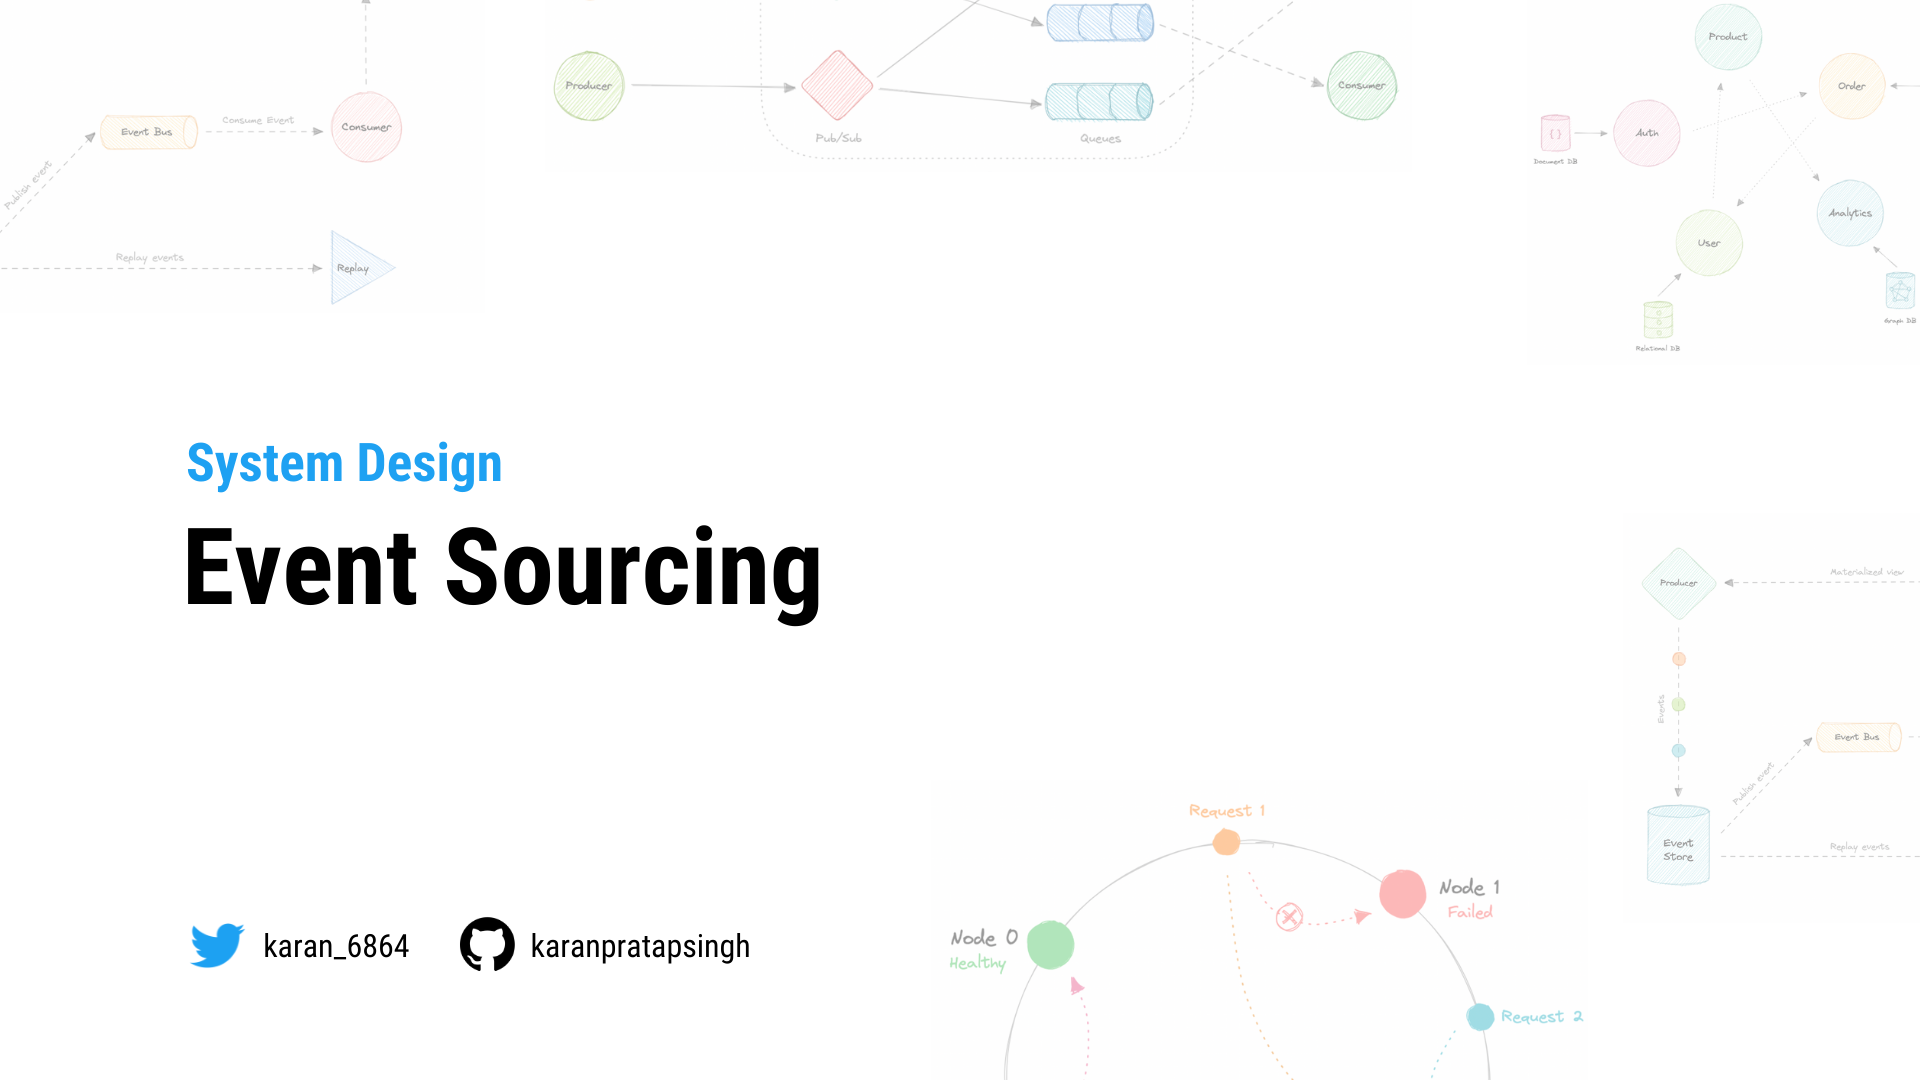 Event Bus
Consume Event
Consumer
Publish event
Replay events
Replay
Producer
Pub/Sub
Queues
Consumer
Product
Order
Auth
{ }
Document DB
Analytics
User
Graph DB
Relational DB
System Design
Event Sourcing
karan_6864
karanpratapsingh
Producer
Materialized view
Events
Event Bus
Publish event
Event
Store
Replay events
Request 1
Node 1
Failed
Node 0
Healthy
Request 2